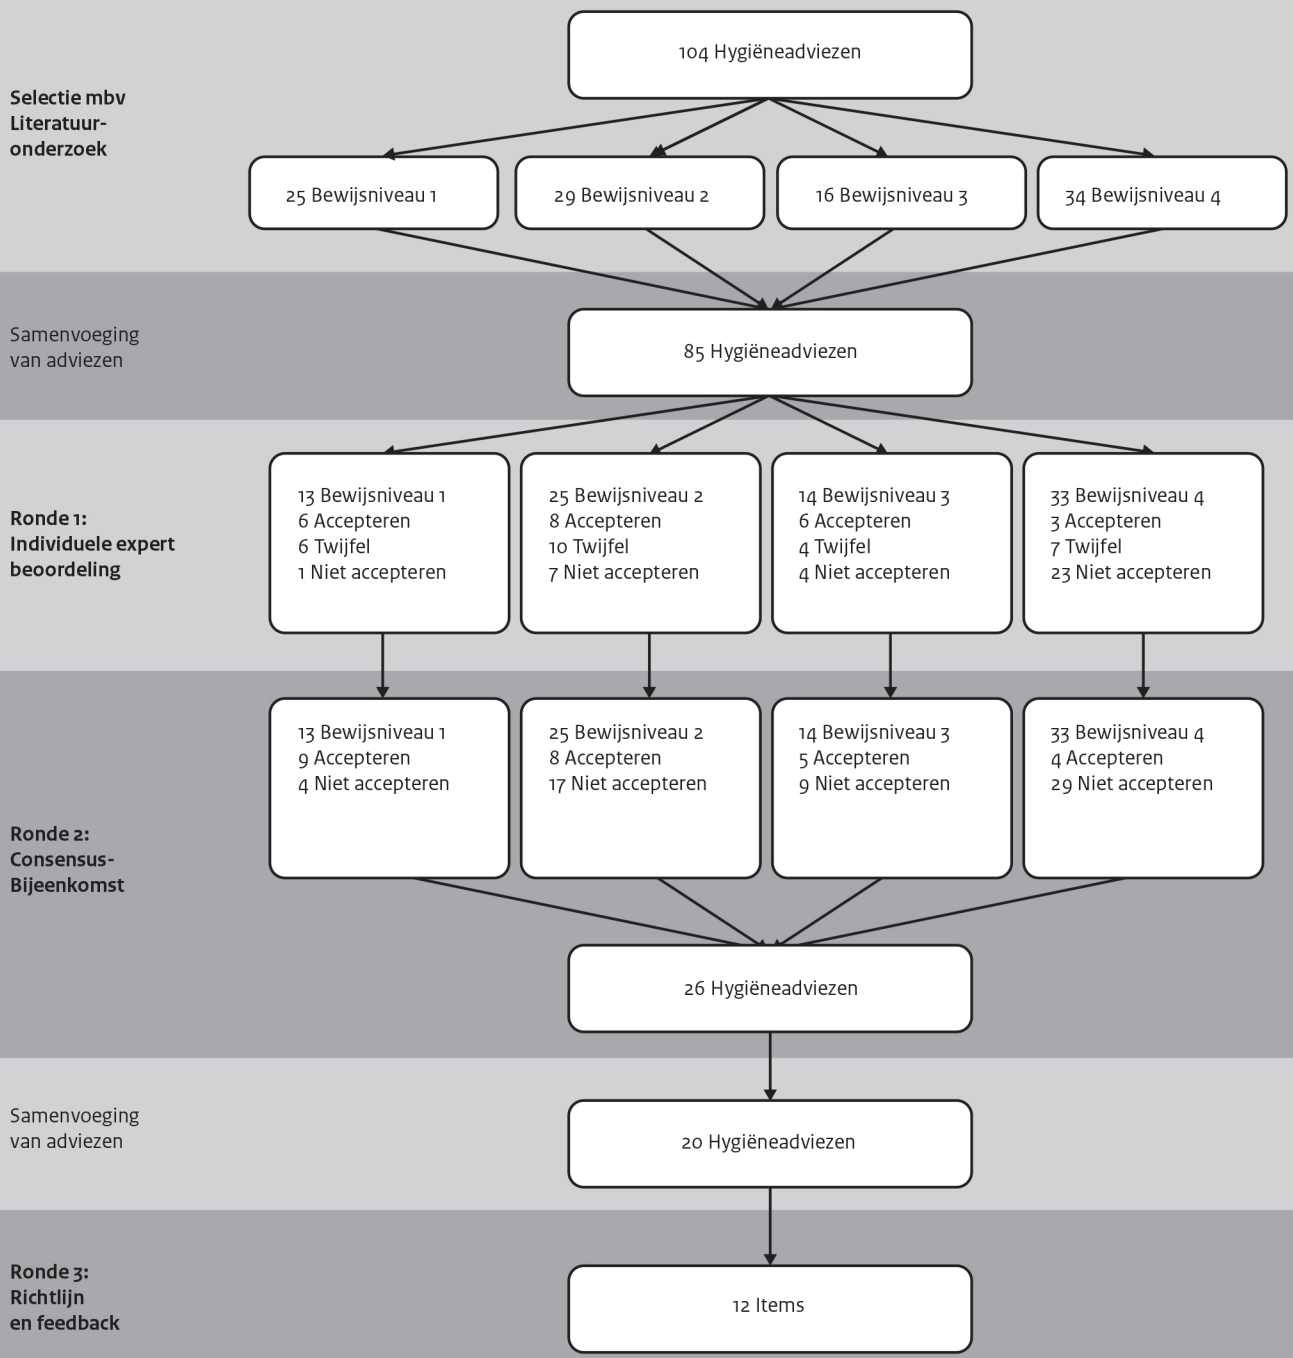 104 Hygiëneadviezen
Selectie mbv
Literatuur-
onderzoek
25 Bewijsniveau 1
29 Bewijsniveau 2
16 Bewijsniveau 3
34 Bewijsniveau 4
Samenvoeging
van adviezen
85 Hygiëneadviezen
Ronde 1:
Individuele expert
beoordeling
13 Bewijsniveau 1
6 Accepteren
6 Twijfel
1 Niet accepteren
25 Bewijsniveau 2
8 Accepteren
10 Twijfel
7 Niet accepteren
14 Bewijsniveau 3
6 Accepteren
4 Twijfel
4 Niet accepteren
33 Bewijsniveau 4
3 Accepteren
7 Twijfel
23 Niet accepteren
Ronde 2:
Consensus-
Bijeenkomst
13 Bewijsniveau 1
9 Accepteren
4 Niet accepteren
25 Bewijsniveau 2
8 Accepteren
17 Niet accepteren
14 Bewijsniveau 3
5 Accepteren
9 Niet accepteren
33 Bewijsniveau 4
4 Accepteren
29 Niet accepteren
26 Hygiëneadviezen
Samenvoeging
van adviezen
20 Hygiëneadviezen
Ronde 3:
Richtlijn
en feedback
12 Items